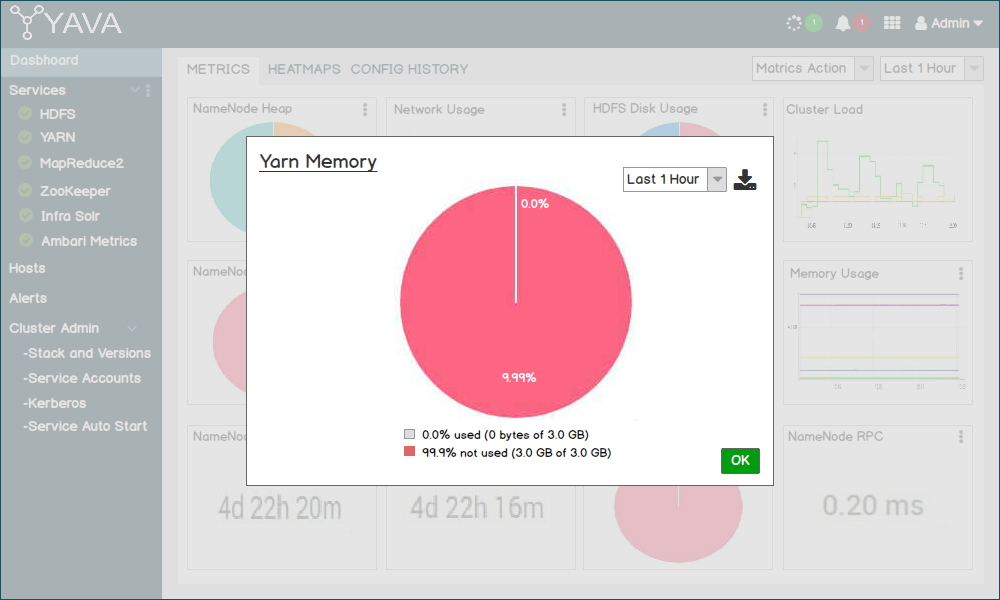 YAVA
1
1
Admin
Dasbhoard
Services
HDFS
YARN
MapReduce2
ZooKeeper
Infra Solr
Ambari Metrics
Hosts
Alerts
Cluster Admin
-Stack and Versions
-Service Accounts
-Kerberos
-Service Auto Start
METRICS HEATMAPS CONFIG HISTORY
Matrics Action
Last 1 Hour
NameNode Heap
Network Usage
HDFS Disk Usage
Cluster Load
Yarn Memory
Last 1 Hour
0.0%
9.99%
0.0% used (0 bytes of 3.0 GB)
99.9% not used (3.0 GB of 3.0 GB)
OK
Memory Usage
NameNode RPC
4d 22h 20m
4d 22h 16m
0.20 ms